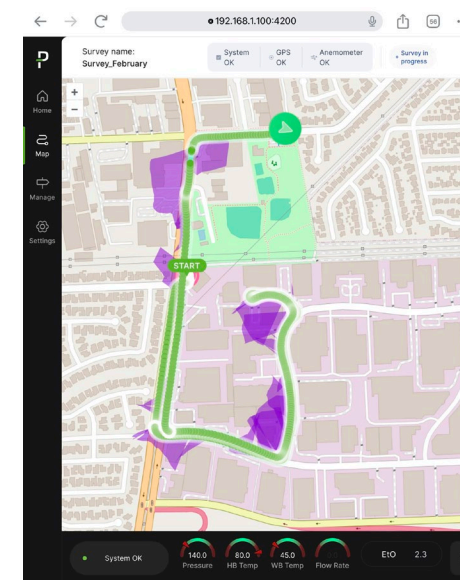 192.168.1.100:4200
56
Survey name:
Survey_February
System
OK
GPS
OK
Anemometer
OK
Survey in
progress
Home
Map
Manage
Settings
+
−
START
System OK
140.0
Pressure
80.0
HB Temp
45.0
WB Temp
Flow Rate
EtO 2.3